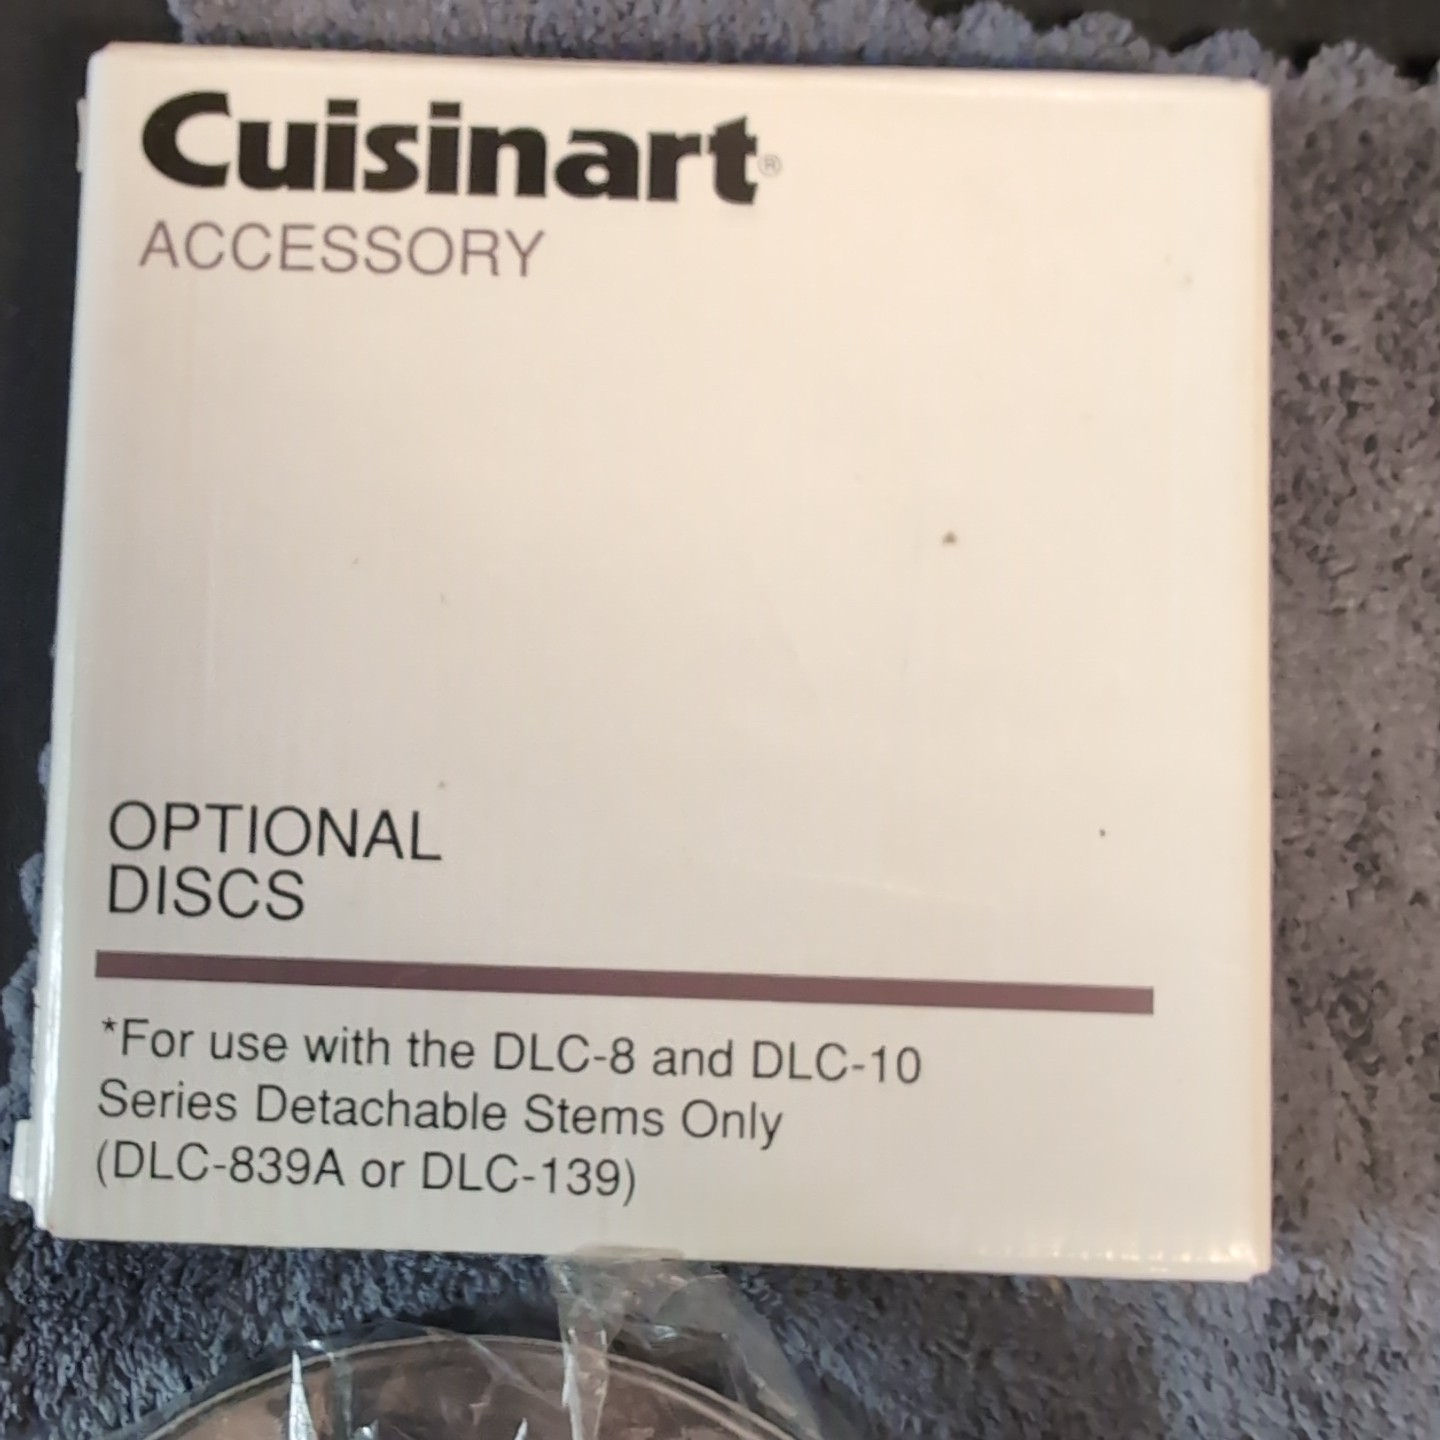 Cuisinart®
ACCESSORY
OPTIONAL
DISCS
*For use with the DLC-8 and DLC-10
Series Detachable Stems Only
(DLC-839A or DLC-139)